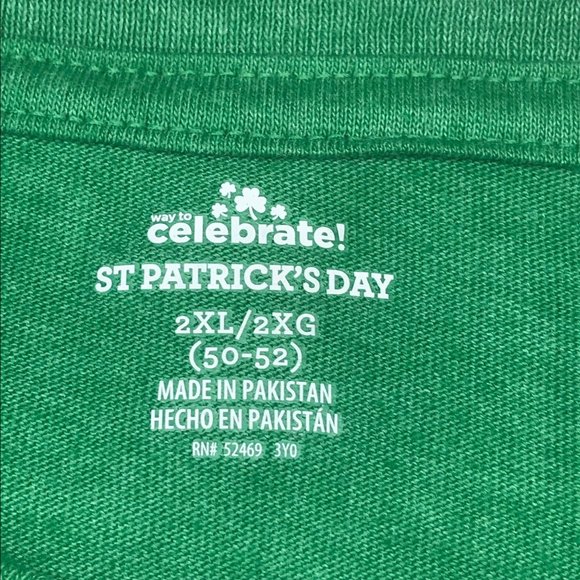 way to
celebrate!
ST PATRICK'S DAY
2XL/2XG
(50-52)
MADE IN PAKISTAN
HECHO EN PAKISTÁN
RN# 52469 3Y0